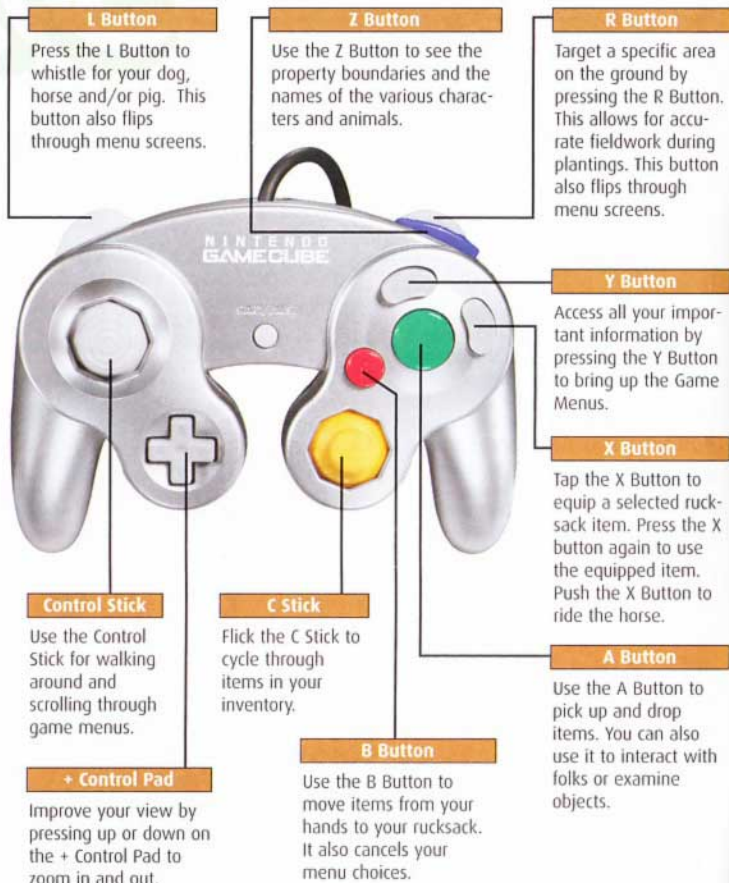 L Button
Press the L Button to
whistle for your dog,
horse and/or pig. This
button also flips
through menu screens.
Z Button
Use the Z Button to see the
property boundaries and the
names of the various charac-
ters and animals.
R Button
Target a specific area
on the ground by
pressing the R Button.
This allows for accu-
rate fieldwork during
plantings. This button
also flips through
menu screens.
NINTENDO
GAMECUBE
Y Button
Access all your impor-
tant information by
pressing the Y Button
to bring up the Game
Menus.
X Button
Tap the X Button to
equip a selected ruck-
sack item. Press the X
button again to use
the equipped item.
Push the X Button to
ride the horse.
Control Stick
Use the Control
Stick for walking
around and
scrolling through
game menus.
C Stick
Flick the C Stick to
cycle through
items in your
inventory.
A Button
Use the A Button to
pick up and drop
items. You can also
use it to interact with
folks or examine
objects.
+ Control Pad
Improve your view by
pressing up or down on
the + Control Pad to
zoom in and out.
B Button
Use the B Button to
move items from your
hands to your rucksack.
It also cancels your
menu choices.